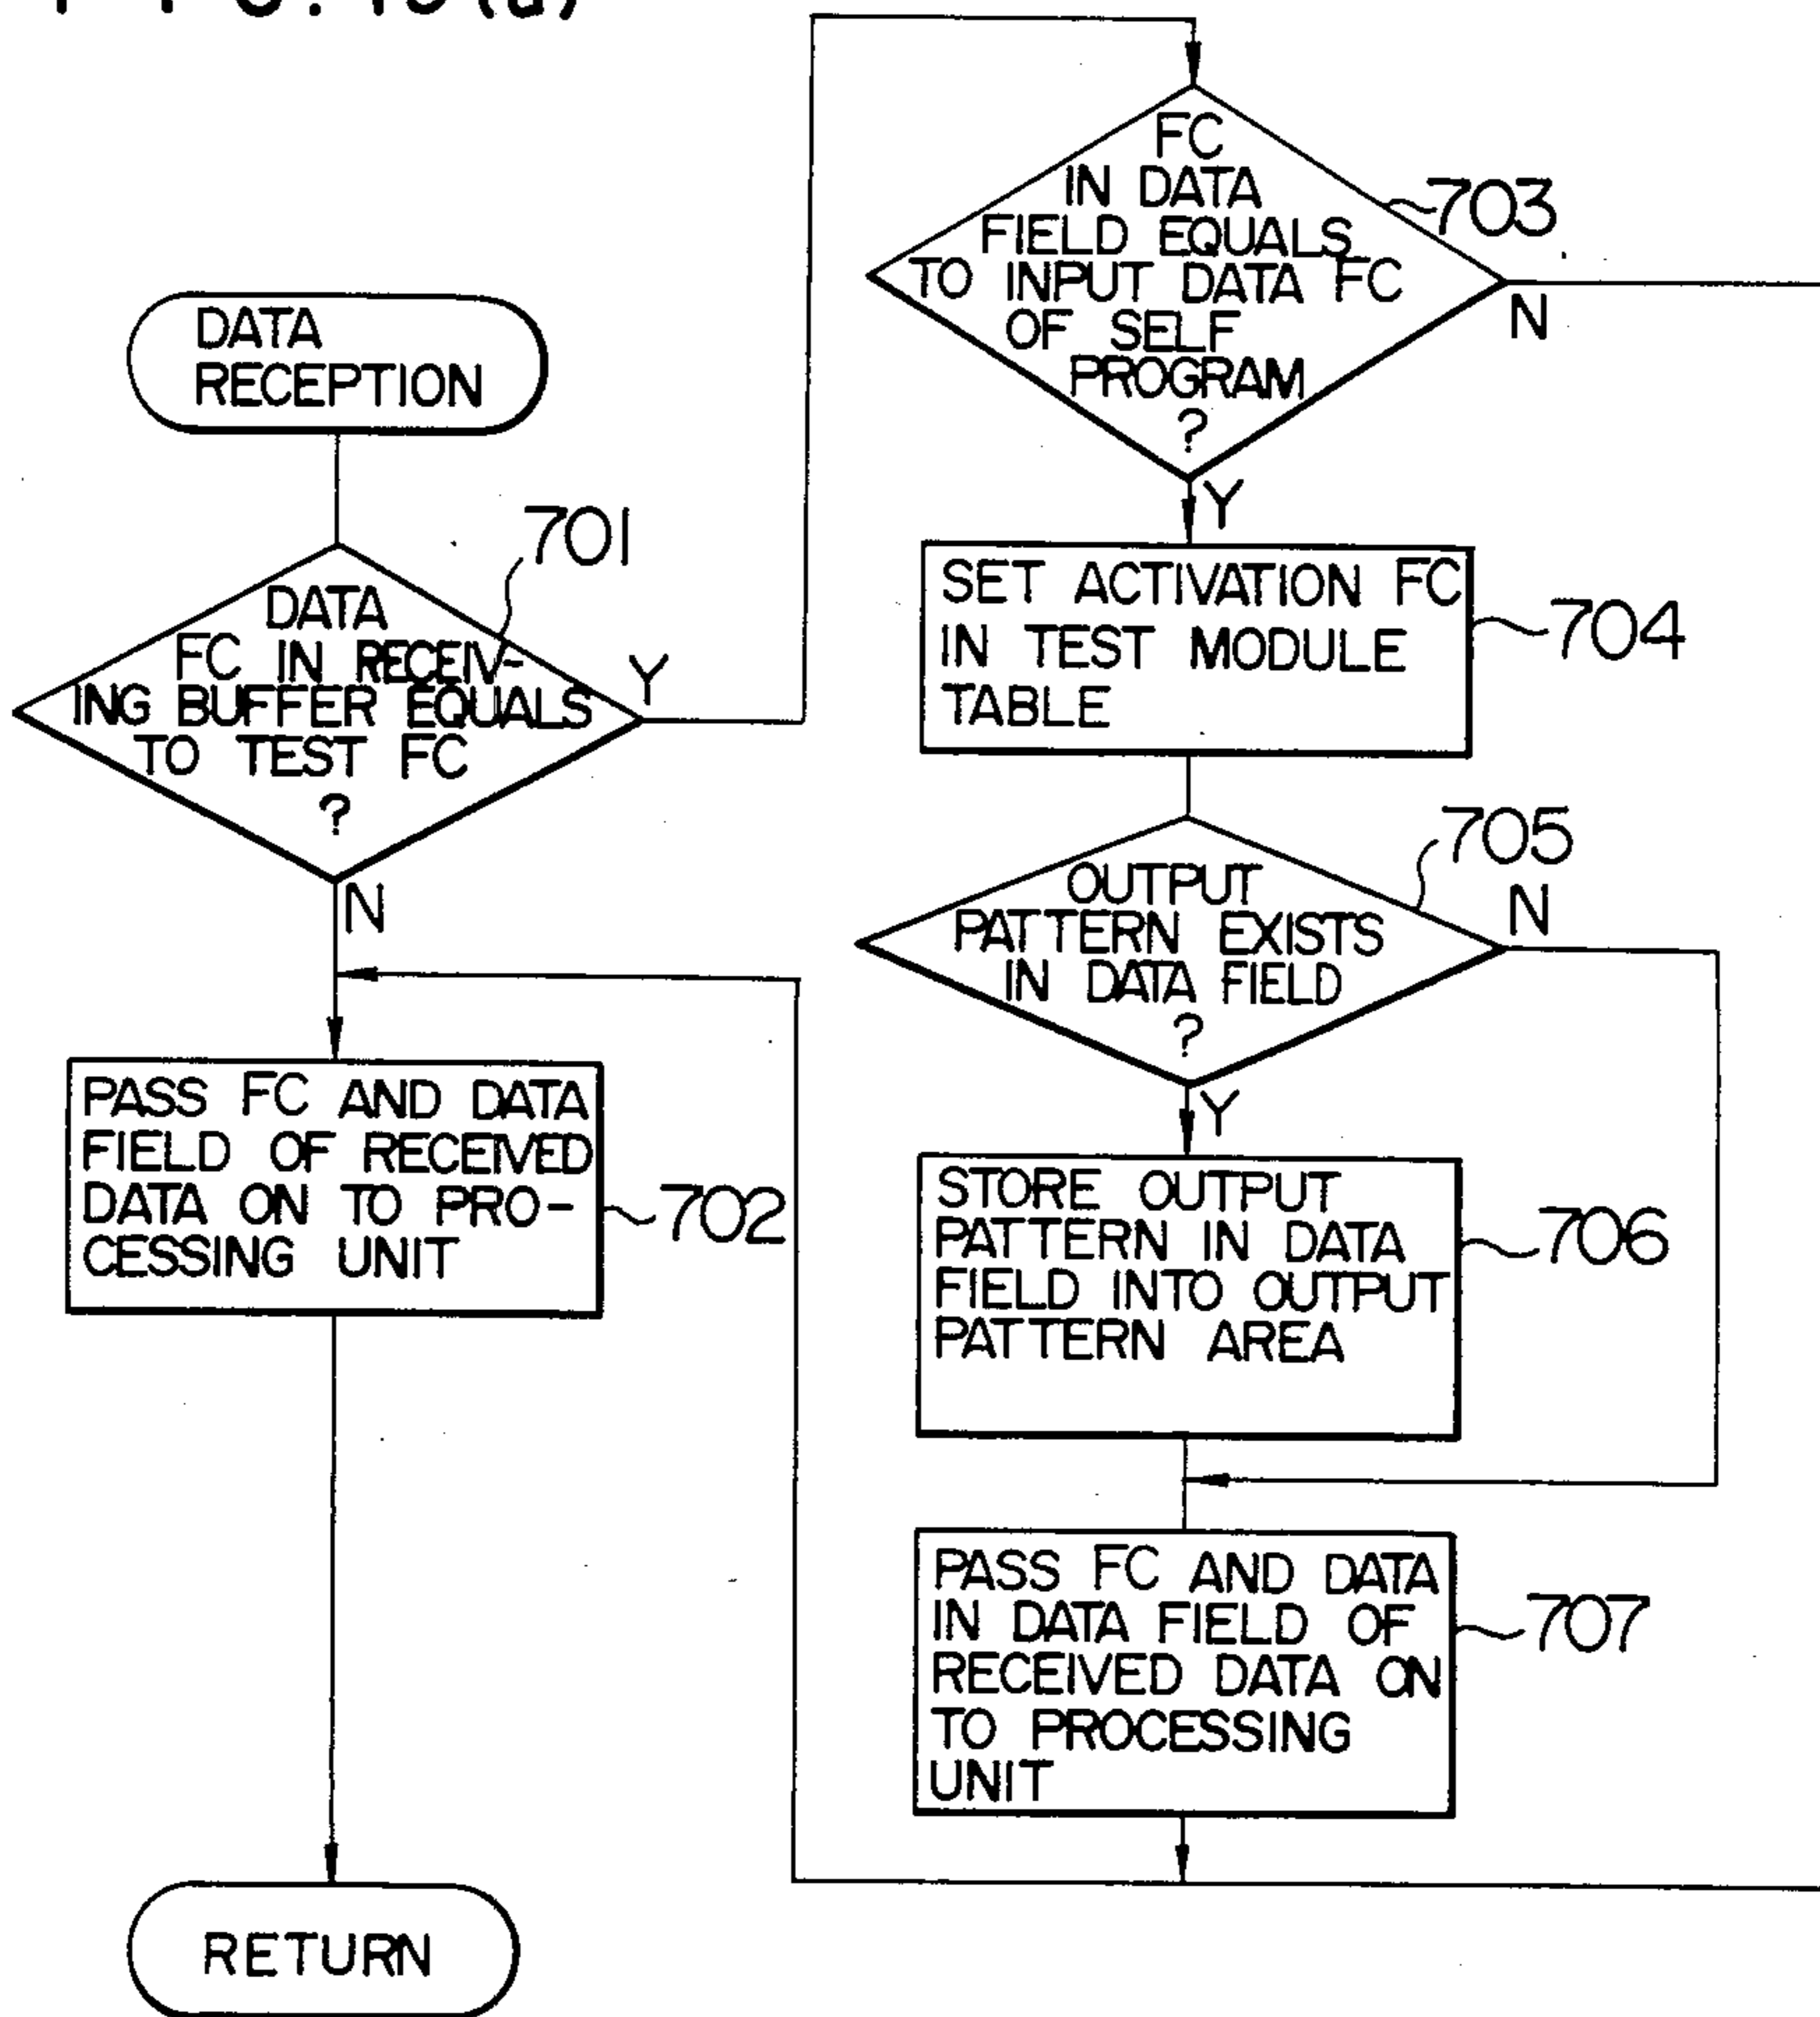 DATA
RECEPTION
701
DATA
FC IN RECEIV-
ING BUFFER EQUALS
TO TEST FC
?
Y
N
PASS FC AND DATA
FIELD OF RECEIVED
DATA ON TO PRO-
CESSING UNIT
702
RETURN
FC
IN DATA
FIELD EQUALS
TO INPUT DATA FC
OF SELF
PROGRAM
?
703
N
Y
SET ACTIVATION FC
IN TEST MODULE
TABLE
704
OUTPUT
PATTERN EXISTS
IN DATA FIELD
?
705
N
Y
STORE OUTPUT
PATTERN IN DATA
FIELD INTO OUTPUT
PATTERN AREA
706
PASS FC AND DATA
IN DATA FIELD OF
RECEIVED DATA ON
TO PROCESSING
UNIT
707